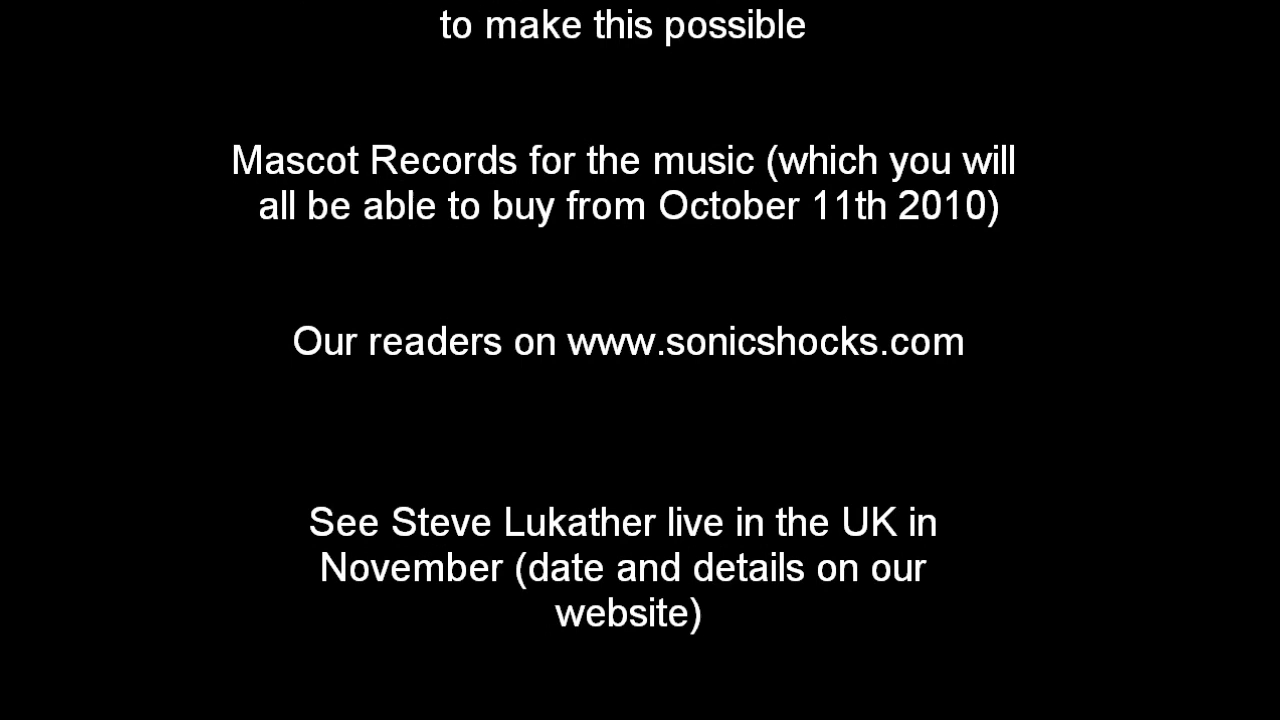 to make this possible
Mascot Records for the music (which you will
all be able to buy from October 11th 2010)
Our readers on www.sonicshocks.com
See Steve Lukather live in the UK in
November (date and details on our
website)